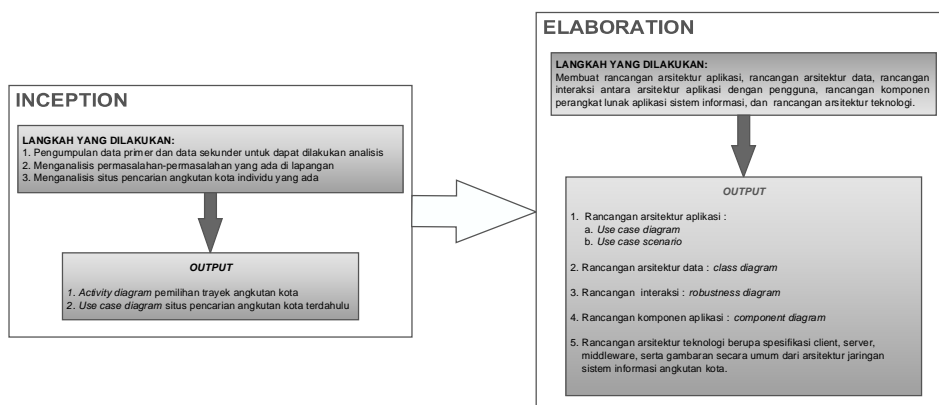 INCEPTION
LANGKAH YANG DILAKUKAN:
1. Pengumpulan data primer dan data sekunder untuk dapat dilakukan analisis
2. Menganalisis permasalahan-permasalahan yang ada di lapangan
3. Menganalisis situs pencarian angkutan kota individu yang ada
OUTPUT
1. Activity diagram pemilihan trayek angkutan kota
2. Use case diagram situs pencarian angkutan kota terdahulu
ELABORATION
LANGKAH YANG DILAKUKAN:
Membuat rancangan arsitektur aplikasi, rancangan arsitektur data, rancangan
interaksi antara arsitektur aplikasi dengan pengguna, rancangan komponen
perangkat lunak aplikasi sistem informasi, dan rancangan arsitektur teknologi.
OUTPUT
1. Rancangan arsitektur aplikasi :
a. Use case diagram
b. Use case scenario
2. Rancangan arsitektur data : class diagram
3. Rancangan interaksi : robustness diagram
4. Rancangan komponen aplikasi : component diagram
5. Rancangan arsitektur teknologi berupa spesifikasi client, server,
middleware, serta gambaran secara umum dari arsitektur jaringan
sistem informasi angkutan kota.